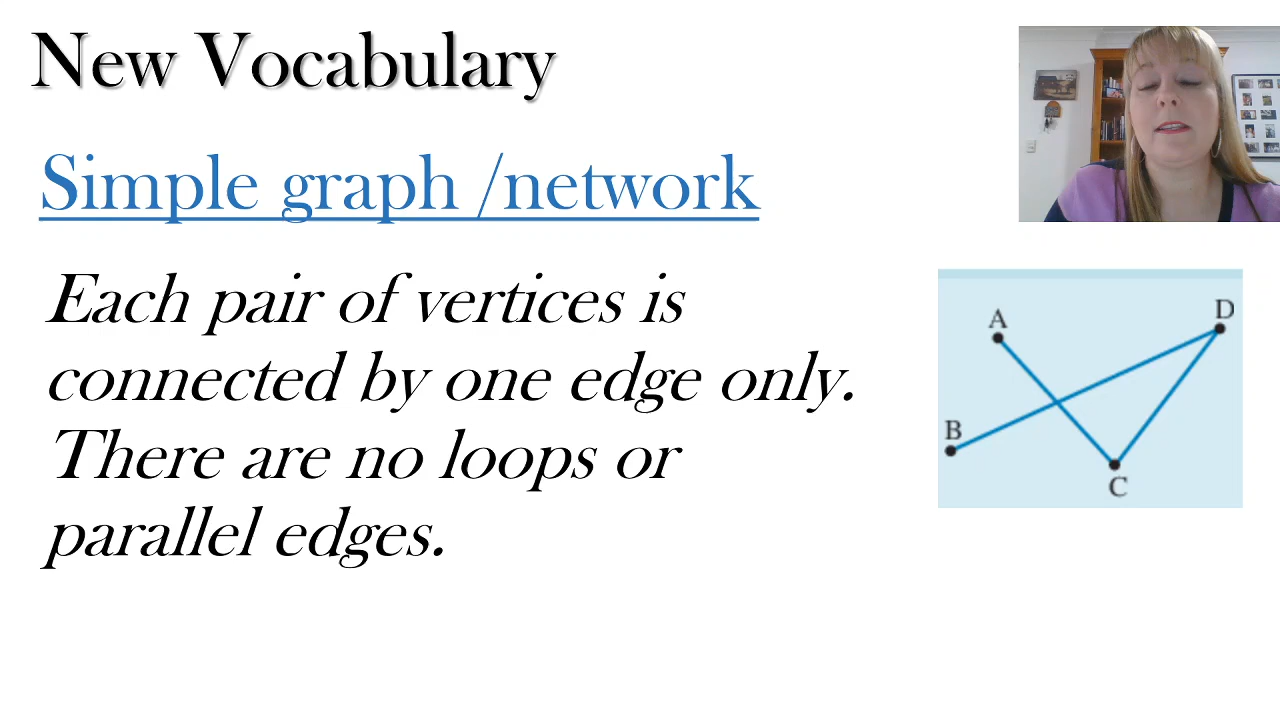 New Vocabulary
Simple graph /network
Each pair of vertices is
connected by one edge only.
There are no loops or
parallel edges.
A
D
B
C